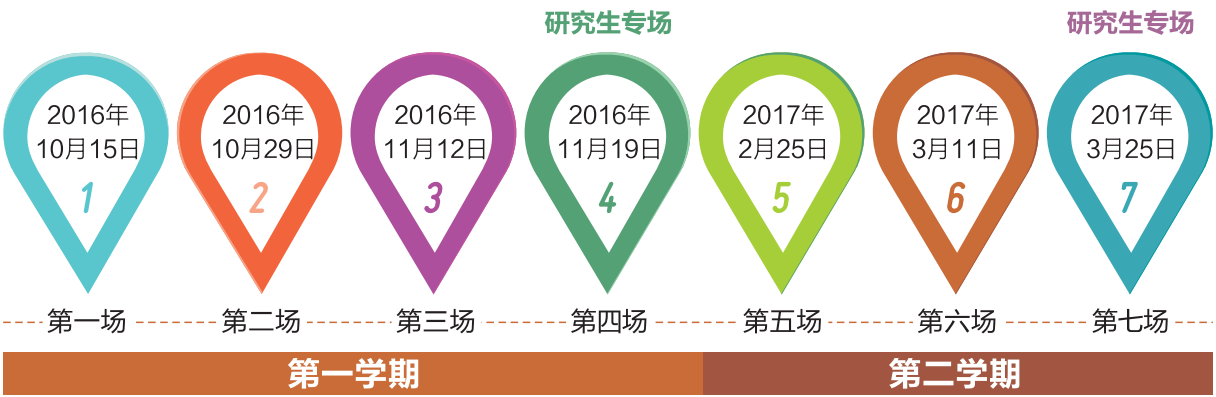 研究生专场
研究生专场
2016年
10月15日
1
2016年
10月29日
2
2016年
11月12日
3
2016年
11月19日
4
2017年
2月25日
5
2017年
3月11日
6
2017年
3月25日
7
第一场
第二场
第三场
第四场
第五场
第六场
第七场
第一学期
第二学期